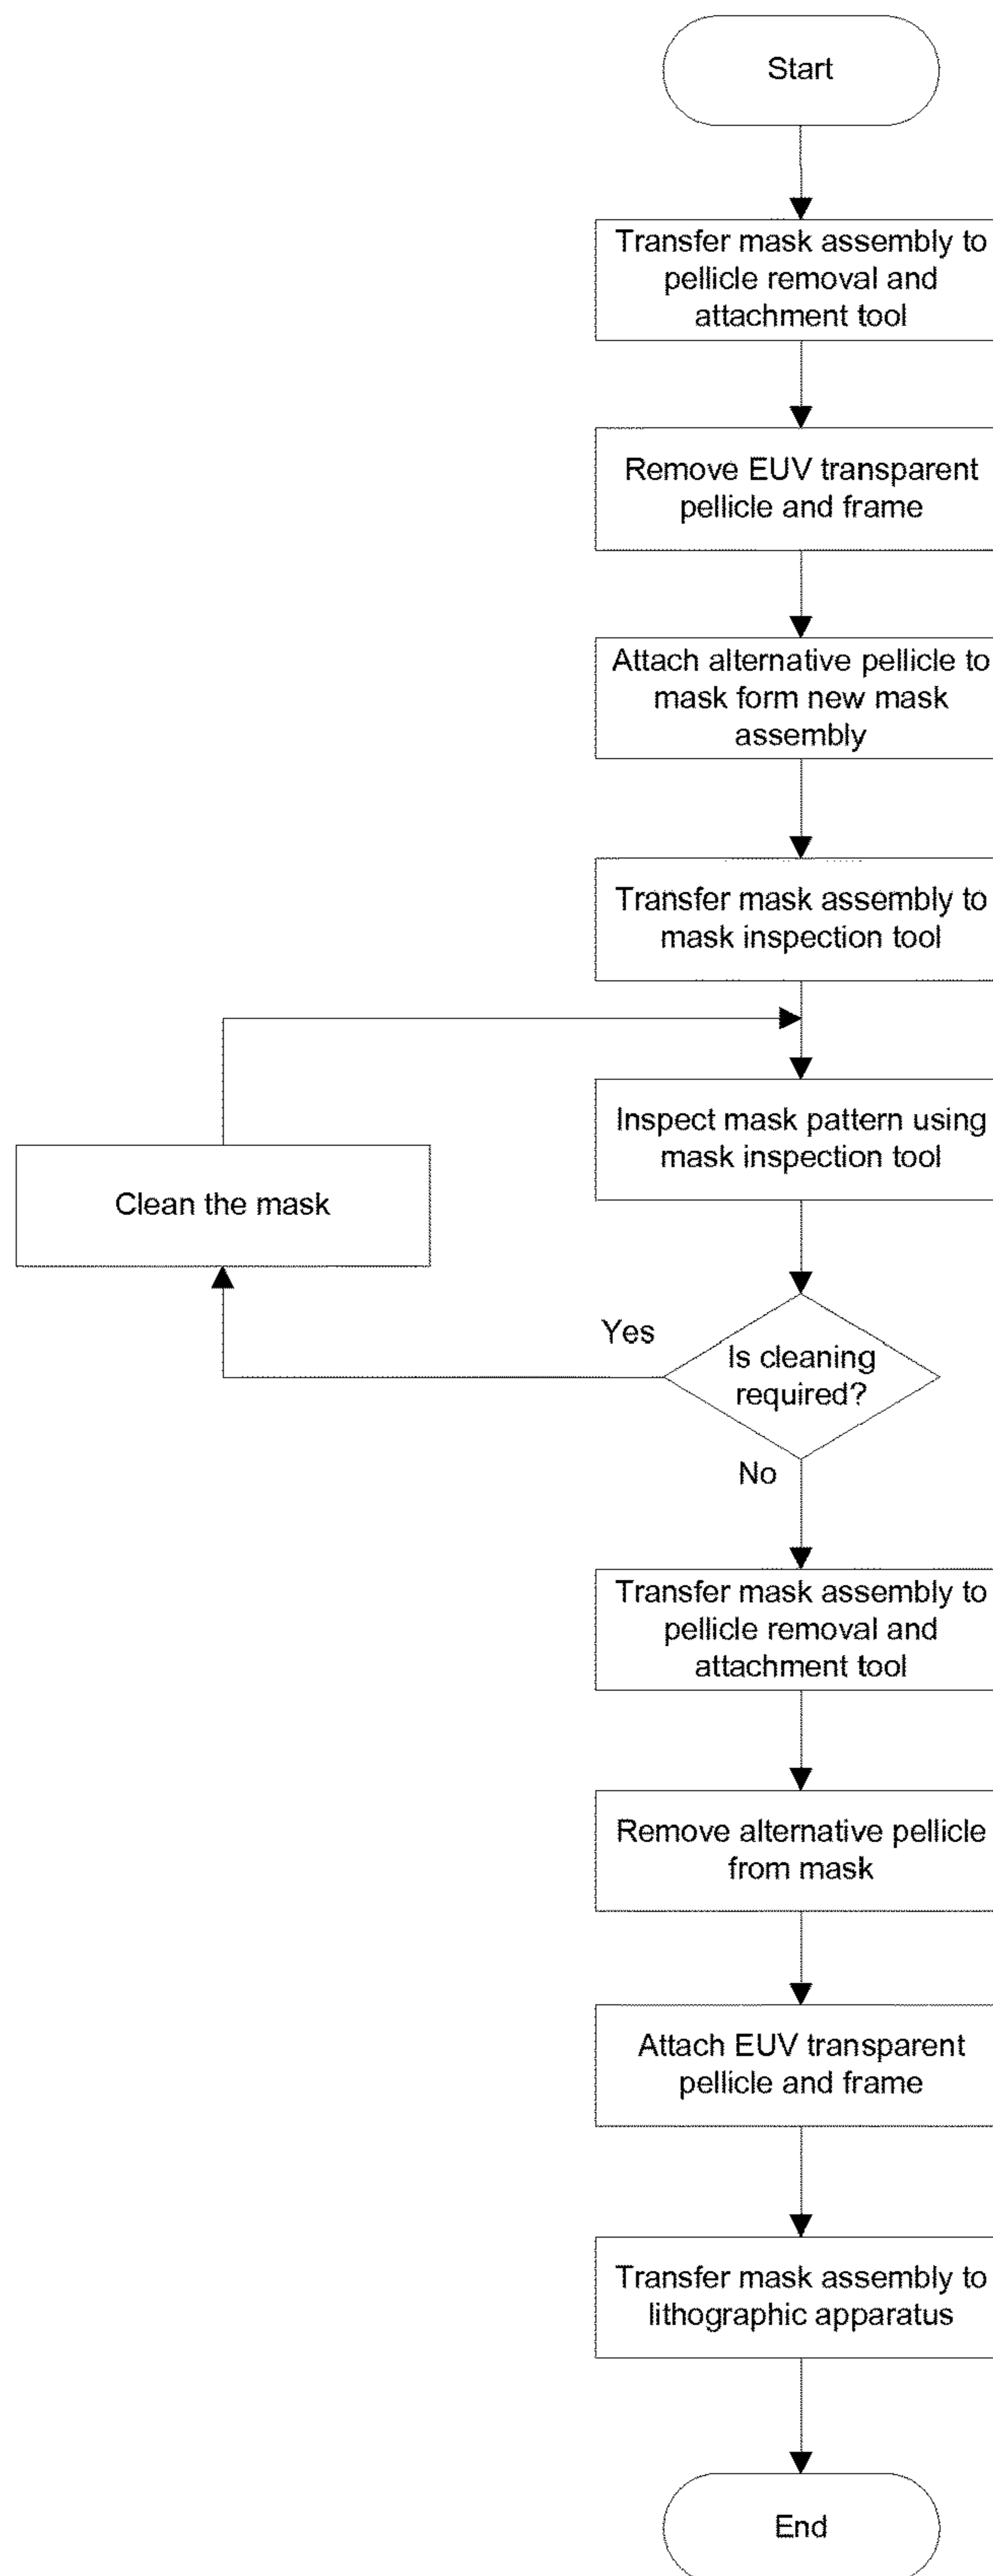 Start
Transfer mask assembly to
pellicle removal and
attachment tool
Remove EUV transparent
pellicle and frame
Attach alternative pellicle to
mask form new mask
assembly
Transfer mask assembly to
mask inspection tool
Inspect mask pattern using
mask inspection tool
Clean the mask
Yes
Is cleaning
required?
No
Transfer mask assembly to
pellicle removal and
attachment tool
Remove alternative pellicle
from mask
Attach EUV transparent
pellicle and frame
Transfer mask assembly to
lithographic apparatus
End